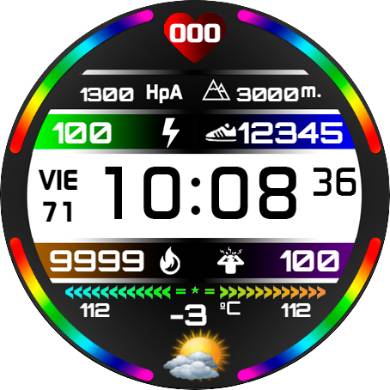 000
1300 HpA 3000m.
100 12345
VIE 10:08 36
71
9999 100
<<<<<<<<<<< = * = >>>>>>>>>>>
112 -3 °C 112